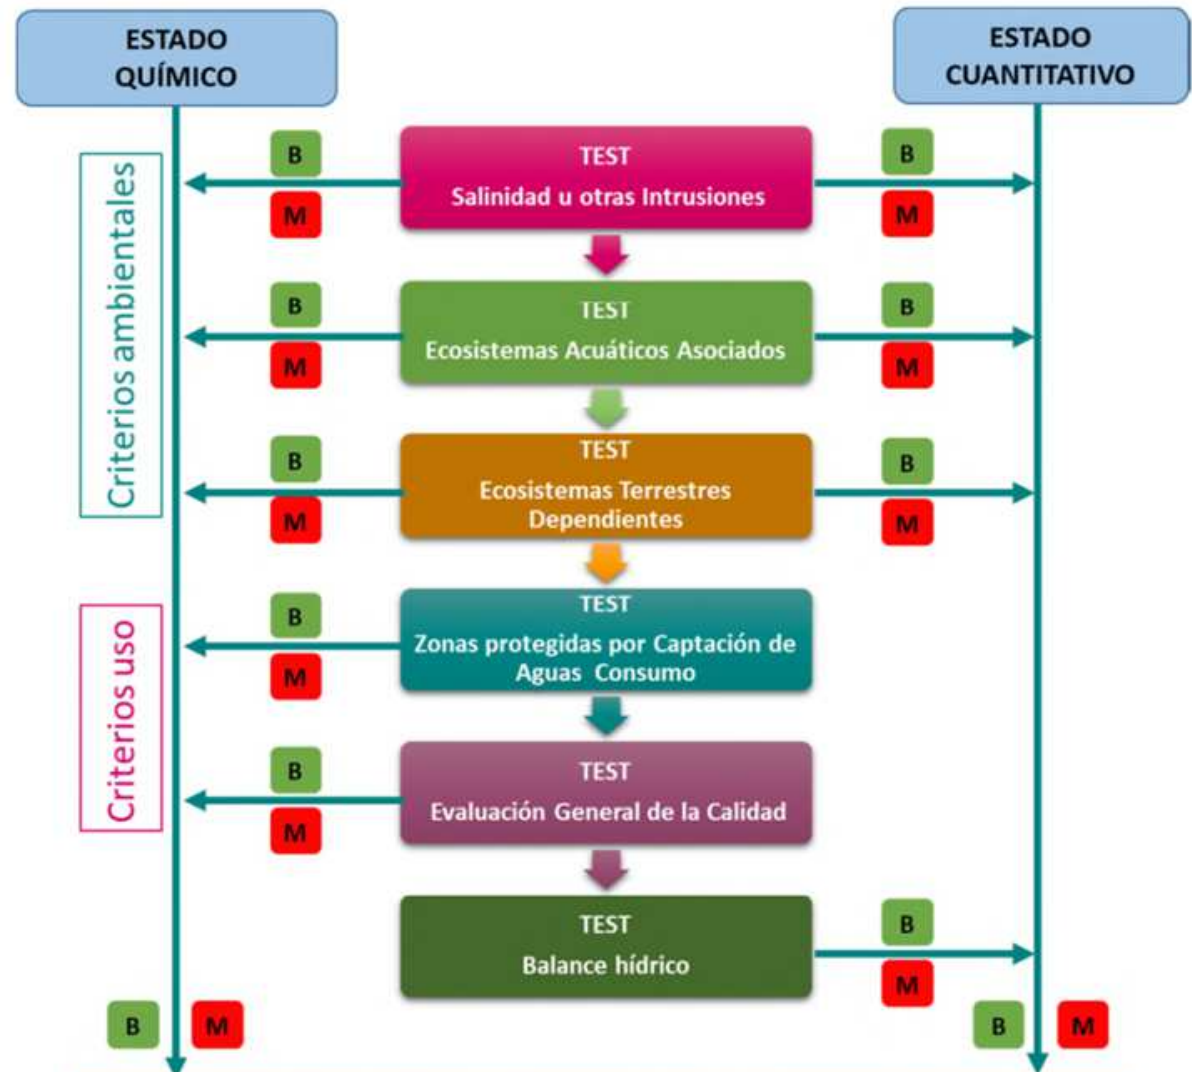 ESTADO
QUÍMICO
ESTADO
CUANTITATIVO
Criterios ambientales
B
M
TEST
Salinidad u otras Intrusiones
B
M
B
M
TEST
Ecosistemas Acuáticos Asociados
B
M
B
M
TEST
Ecosistemas Terrestres
Dependientes
B
M
Criterios uso
B
M
TEST
Zonas protegidas por Captación de
Aguas Consumo
B
M
TEST
Evaluación General de la Calidad
TEST
Balance hídrico
B
M
B
M
B
M